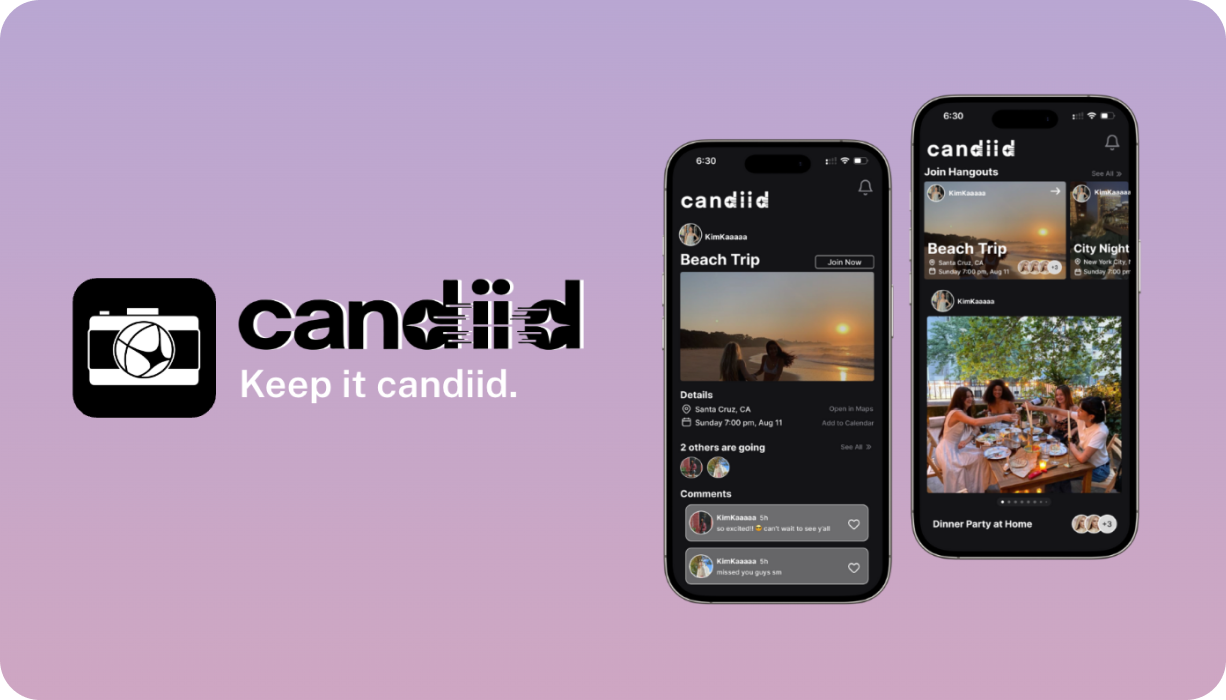 candiid
Keep it candiid.
6:30
candiid
KimKaaaaa
Beach Trip
Join Now
Details
Santa Cruz, CA
Open in Maps
Sunday 7:00 pm, Aug 11
Add to Calendar
2 others are going
See All
Comments
KimKaaaaa 5h
so excited!! 😎 can't wait to see y'all
KimKaaaaa 5h
missed you guys sm
6:30
candiid
Join Hangouts
See All
KimKaaaaa
Beach Trip
Santa Cruz, CA
Sunday 7:00 pm, Aug 11
+3
KimKaaaaa
City Night
New York City,
Sunday 7:00 pm
KimKaaaaa
Dinner Party at Home
+3